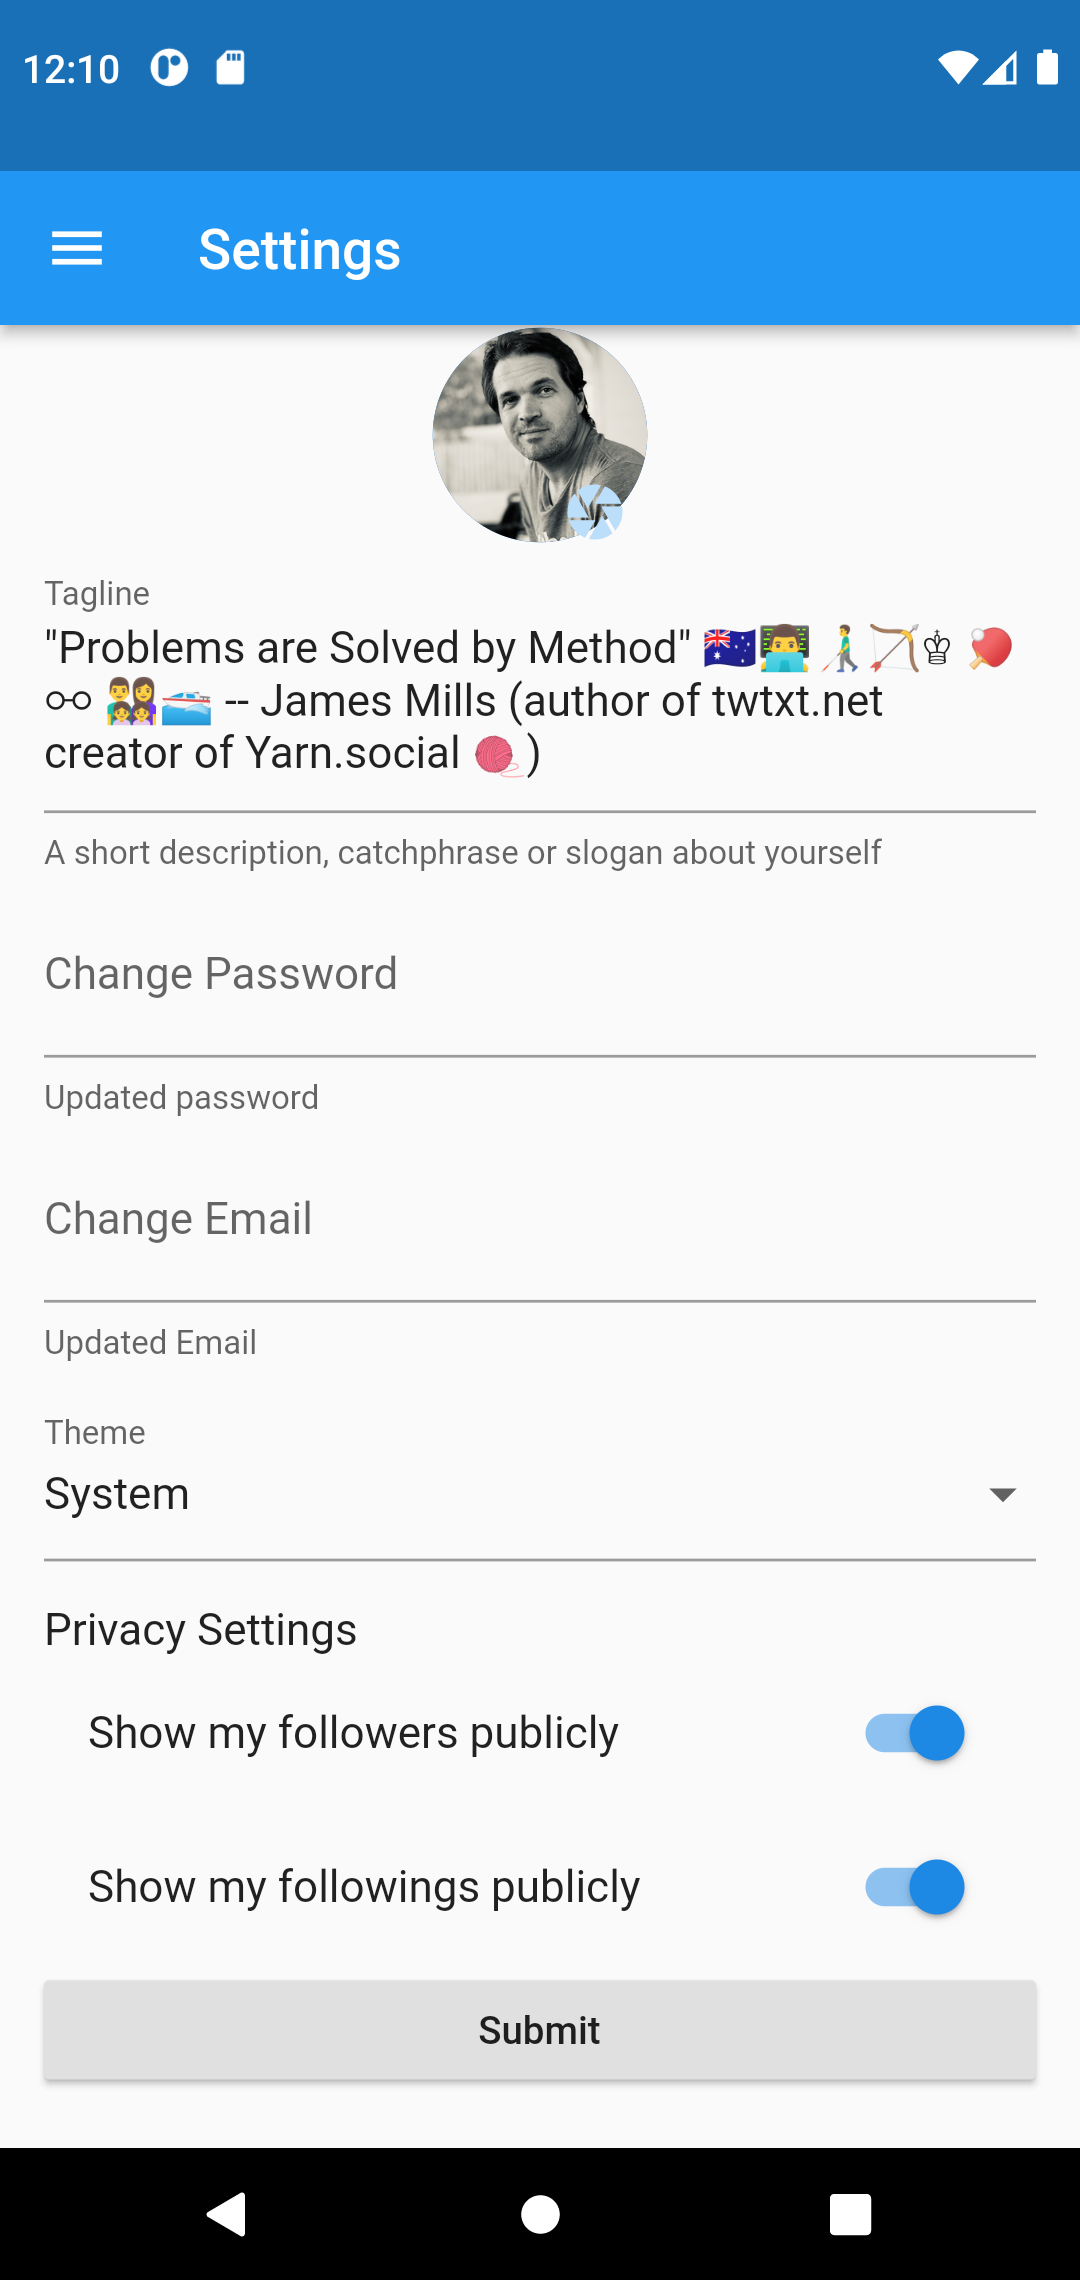 12:10
Settings
Tagline
"Problems are Solved by Method" 🇦🇺👨‍💻👨‍🦯🏹♔ 🏓
⚯ 👨‍👩‍👧‍👧🛥 -- James Mills (author of twtxt.net
creator of Yarn.social 🧶)
A short description, catchphrase or slogan about yourself
Change Password
Updated password
Change Email
Updated Email
Theme
System
Privacy Settings
Show my followers publicly
Show my followings publicly
Submit